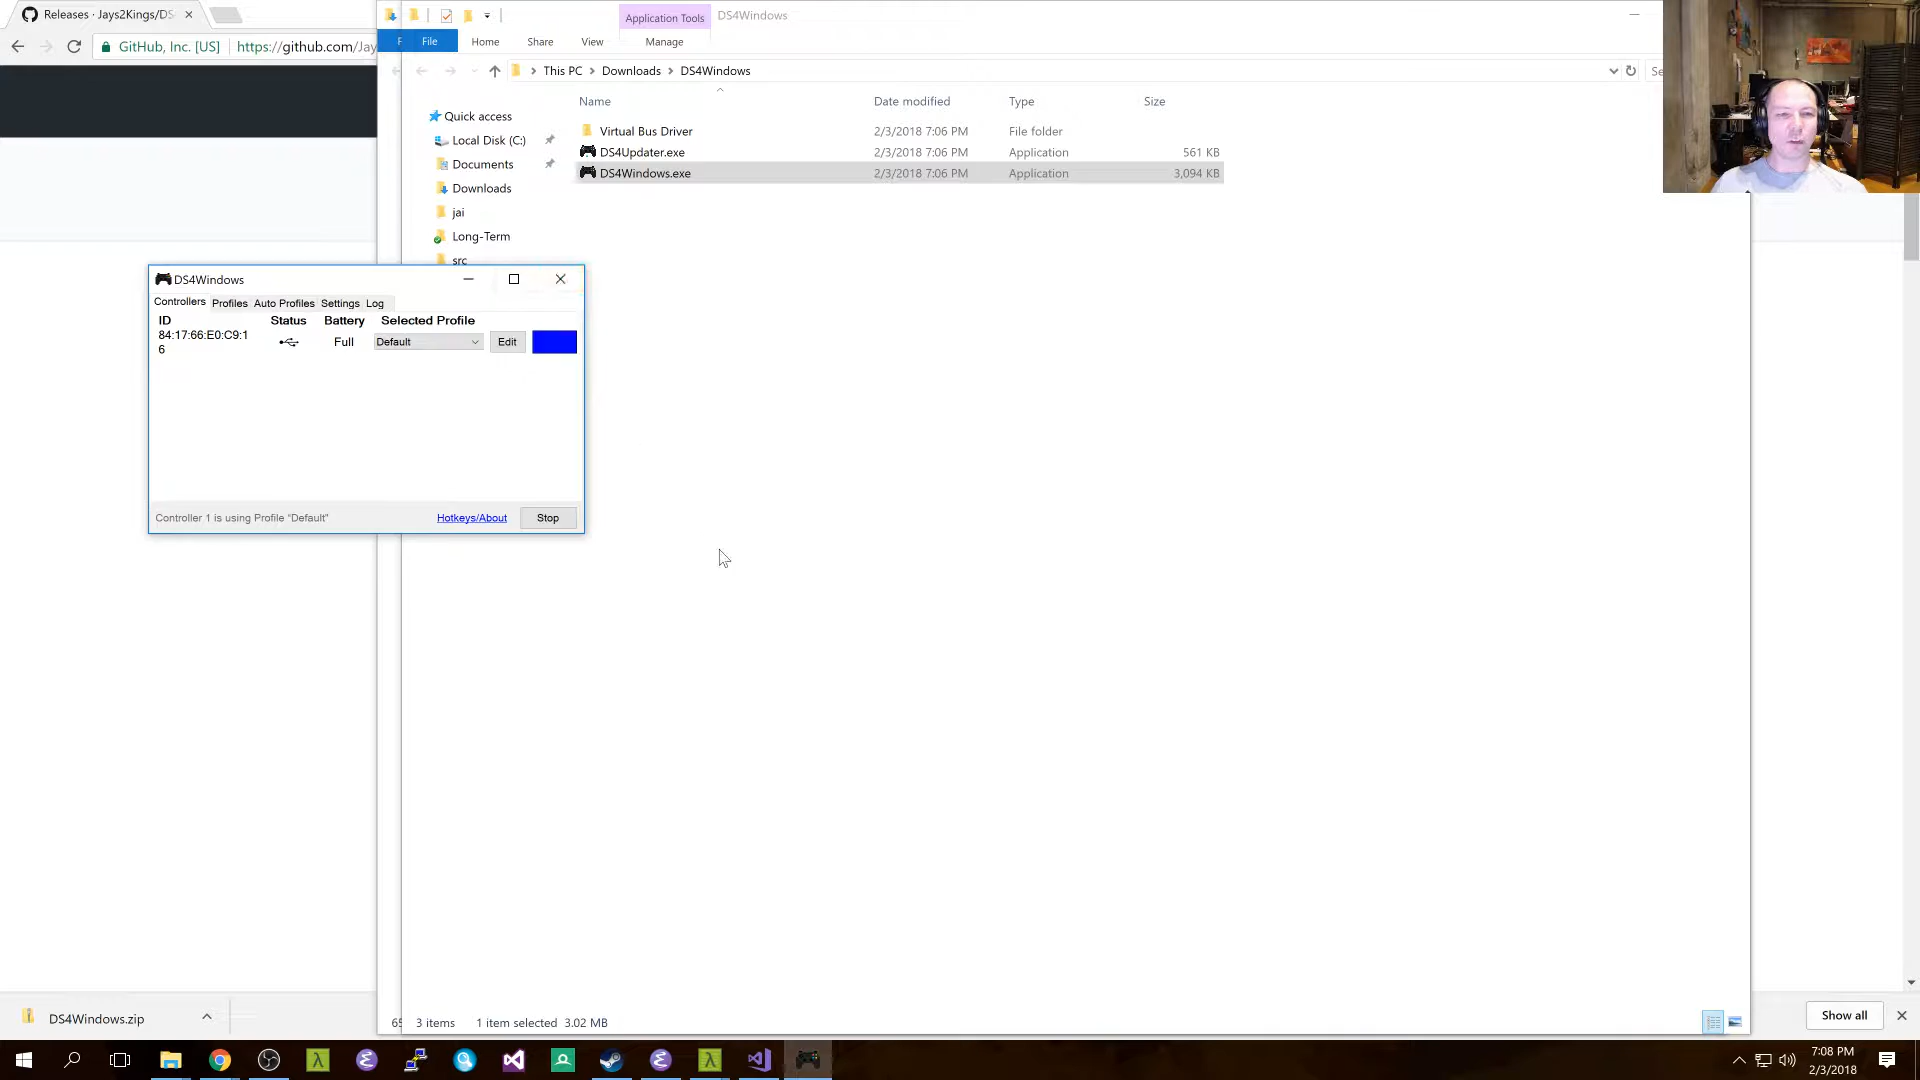 Releases · Jays2Kings/DS
GitHub, Inc. [US]
https://github.com/Jay
Application Tools
DS4Windows
F
File
Home
Share
View
Manage
This PC
Downloads
DS4Windows
Se
Name
Date modified
Type
Size
Quick access
Local Disk (C:)
Documents
Downloads
jai
Long-Term
src
Virtual Bus Driver
2/3/2018 7:06 PM
File folder
DS4Updater.exe
2/3/2018 7:06 PM
Application
561 KB
DS4Windows.exe
2/3/2018 7:06 PM
Application
3,094 KB
DS4Windows
Controllers
Profiles
Auto Profiles
Settings
Log
ID
Status
Battery
Selected Profile
84:17:66:E0:C9:1
6
Full
Default
Edit
Controller 1 is using Profile "Default"
Hotkeys/About
Stop
65
3 items
1 item selected
3.02 MB
DS4Windows.zip
Show all
7:08 PM
2/3/2018